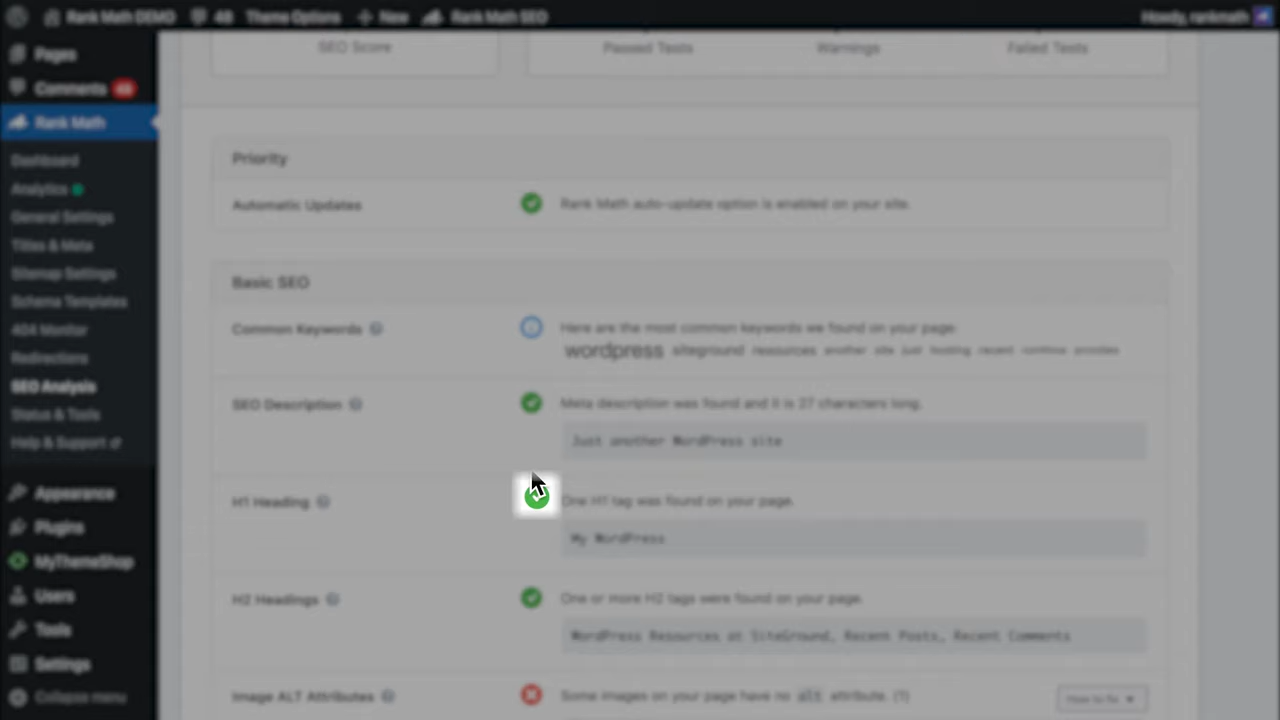 Rank Math DEMO 48 Theme Options New Rank Math SEO Howdy, rankmath
Pages
Comments 48
Rank Math
Dashboard
Analytics
General Settings
Titles & Meta
Sitemap Settings
Schema Templates
404 Monitor
Redirections
SEO Analysis
Status & Tools
Help & Support
Appearance
Plugins
MyThemeShop
Users
Tools
Settings
Collapse menu
SEO Score Passed Tests Warnings Failed Tests
Priority
Automatic Updates Rank Math auto-update option is enabled on your site.
Basic SEO
Common Keywords Here are the most common keywords we found on your page:
wordpress siteground resources another site just hosting recent provides
SEO Description Meta description was found and it is 27 characters long.
Just another WordPress site
H1 Heading One H1 tag was found on your page.
My WordPress
H2 Headings One or more H2 tags were found on your page.
WordPress Resources at SiteGround, Recent Posts, Recent Comments
Image ALT Attributes Some images on your page have no alt attribute. (1) How to fix